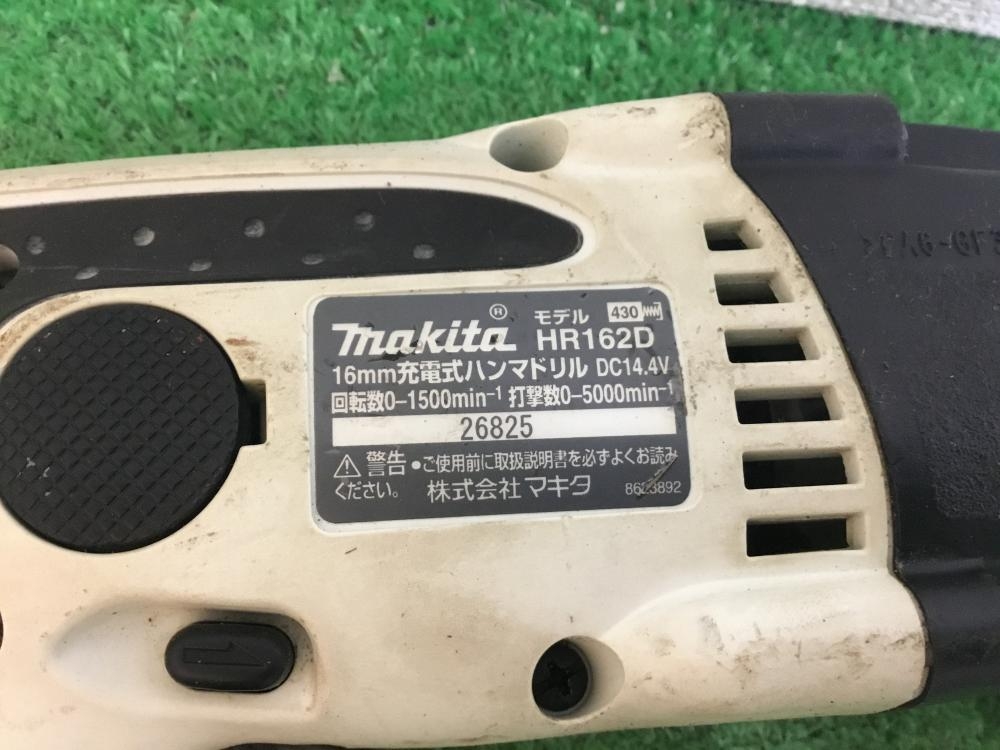 makita® モデル HR162D 430
16mm充電式ハンマドリル DC14.4V
回転数0-1500min⁻¹ 打撃数0-5000min⁻¹
26825
⚠警告 ●ご使用前に取扱説明書を必ずよくお読み
ください。 株式会社マキタ